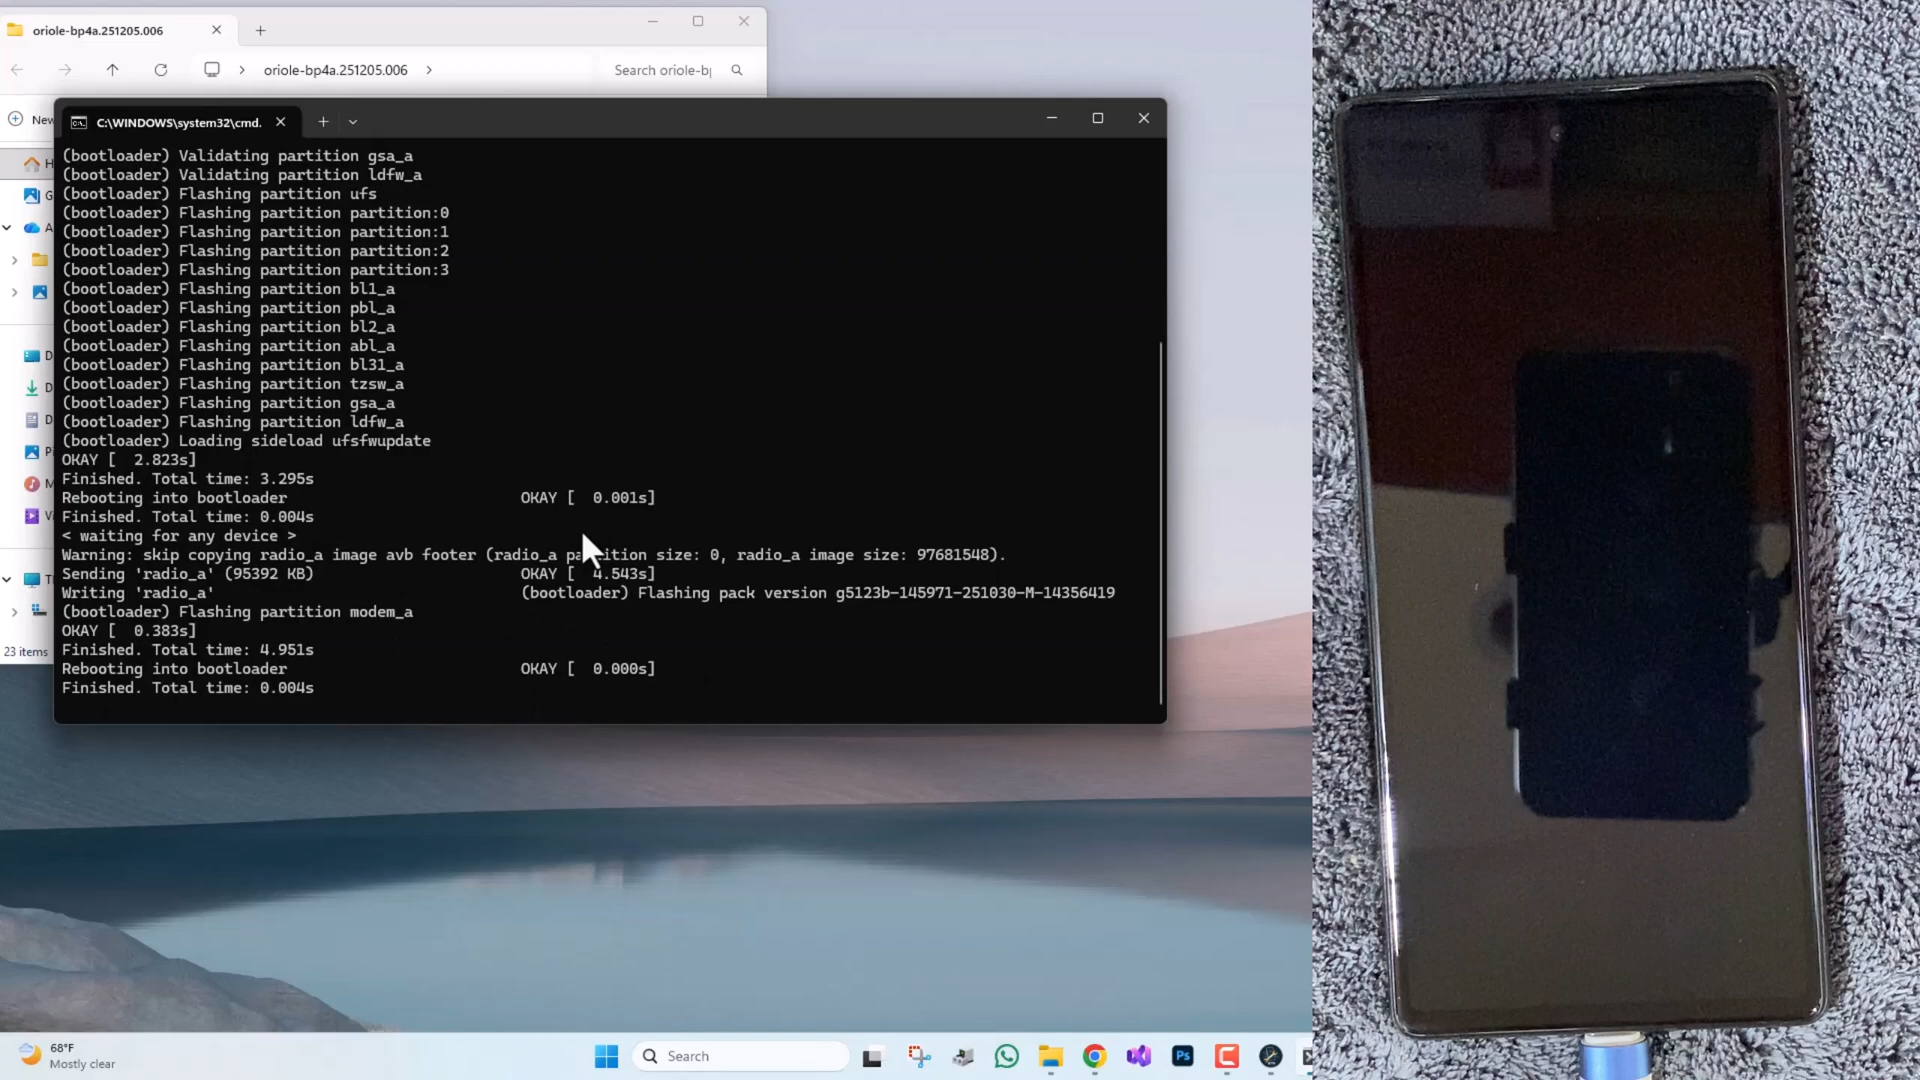 oriole-bp4a.251205.006
oriole-bp4a.251205.006
Search oriole-bp
New
C:\WINDOWS\system32\cmd.
(bootloader) Validating partition gsa_a
(bootloader) Validating partition ldfw_a
(bootloader) Flashing partition ufs
(bootloader) Flashing partition partition:0
(bootloader) Flashing partition partition:1
(bootloader) Flashing partition partition:2
(bootloader) Flashing partition partition:3
(bootloader) Flashing partition bl1_a
(bootloader) Flashing partition pbl_a
(bootloader) Flashing partition bl2_a
(bootloader) Flashing partition abl_a
(bootloader) Flashing partition bl31_a
(bootloader) Flashing partition tzsw_a
(bootloader) Flashing partition gsa_a
(bootloader) Flashing partition ldfw_a
(bootloader) Loading sideload ufsfwupdate
OKAY [  2.823s]
Finished. Total time: 3.295s
Rebooting into bootloader OKAY [  0.001s]
Finished. Total time: 0.004s
< waiting for any device >
Warning: skip copying radio_a image avb footer (radio_a partition size: 0, radio_a image size: 97681548).
Sending 'radio_a' (95392 KB) OKAY [  4.543s]
Writing 'radio_a' (bootloader) Flashing pack version g5123b-145971-251030-M-14356419
(bootloader) Flashing partition modem_a
OKAY [  0.383s]
Finished. Total time: 4.951s
Rebooting into bootloader OKAY [  0.000s]
Finished. Total time: 0.004s
23 items
68°F
Mostly clear
Search
Ps